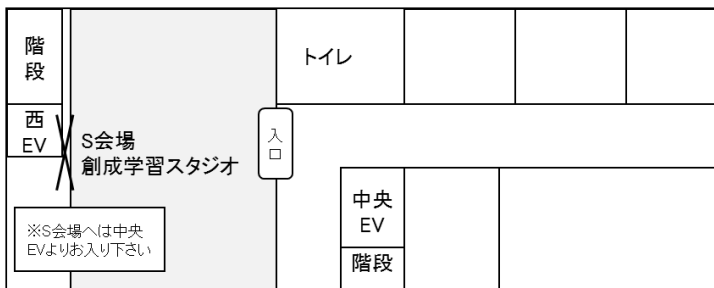 階
段
西
EV
S会場
創成学習スタジオ
※S会場へは中央
EVよりお入り下さい
入
口
トイレ
中央
EV
階段